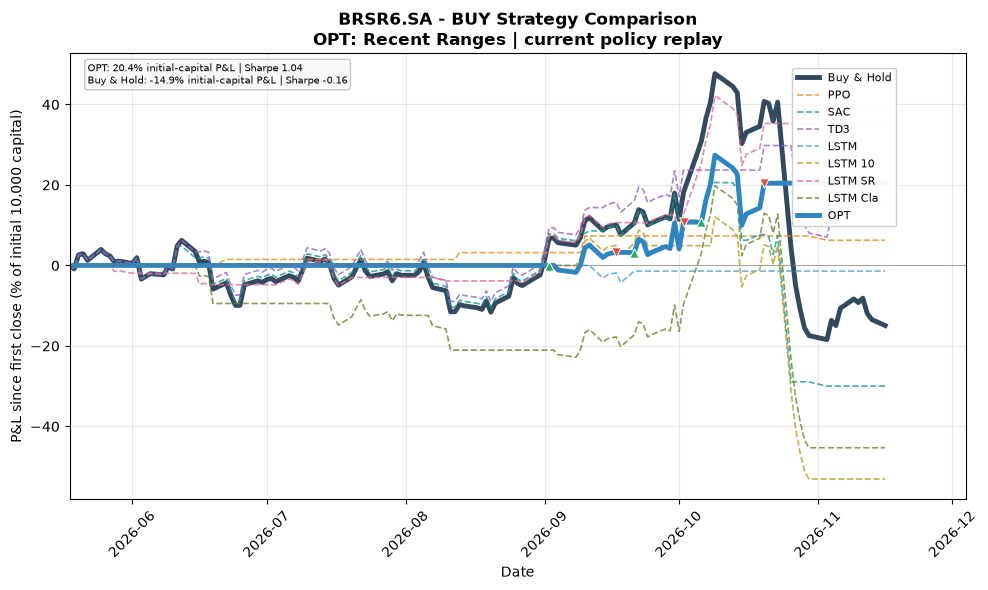 BRSR6.SA - BUY Strategy Comparison
OPT: Recent Ranges | current policy replay
OPT: 20.4% initial-capital P&L | Sharpe 1.04
Buy & Hold: -14.9% initial-capital P&L | Sharpe -0.16
Buy & Hold
PPO
SAC
TD3
LSTM
LSTM 10
LSTM SR
LSTM Cla
OPT
P&L since first close (% of initial 10,000 capital)
40
20
0
−20
−40
2026-06
2026-07
2026-08
2026-09
2026-10
2026-11
2026-12
Date